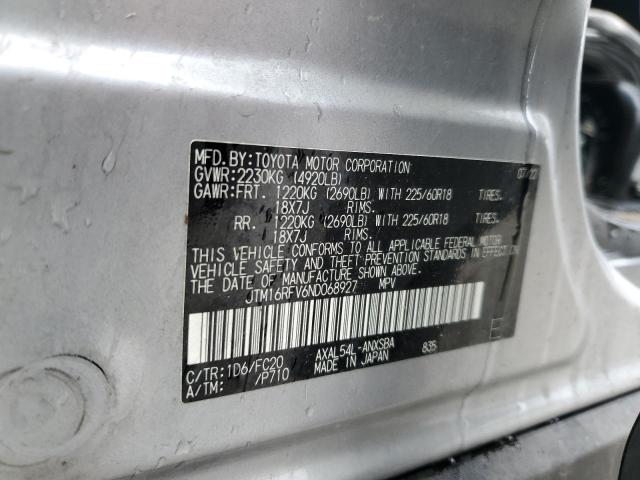 MFD. BY: TOYOTA MOTOR CORPORATION 07/22
GVWR: 2230KG (4920LB)
GAWR: FRT. 1220KG (2690LB) WITH 225/60R18 TIRES.
18X7J RIMS.
RR. 1220KG (2690LB) WITH 225/60R18 TIRES.
18X7J RIMS.
THIS VEHICLE CONFORMS TO ALL APPLICABLE FEDERAL MOTOR
VEHICLE SAFETY AND THEFT PREVENTION STANDARDS IN EFFECT ON
THE DATE OF MANUFACTURE SHOWN ABOVE.
JTM16RFV6ND068927 MPV
C/TR: 1D6/FC20 AXAL54L-ANXSBA 835
A/TM: /P710 MADE IN JAPAN